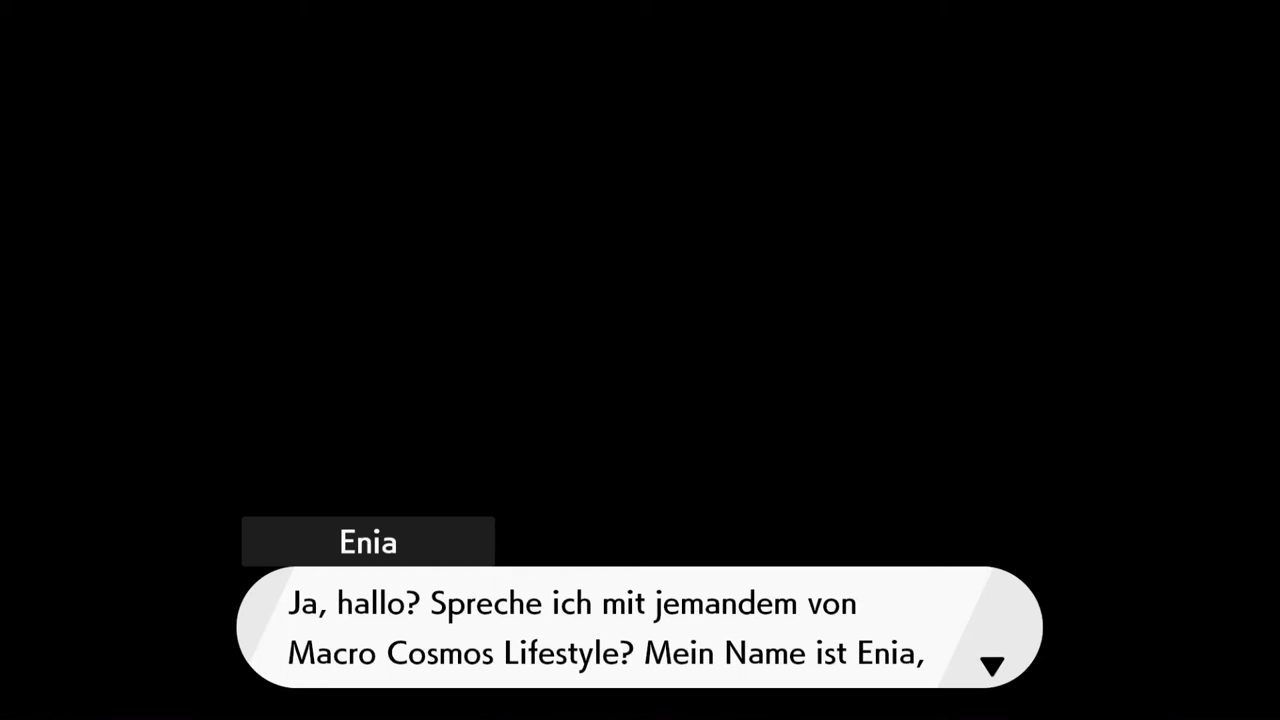 Enia
Ja, hallo? Spreche ich mit jemandem von
Macro Cosmos Lifestyle? Mein Name ist Enia,